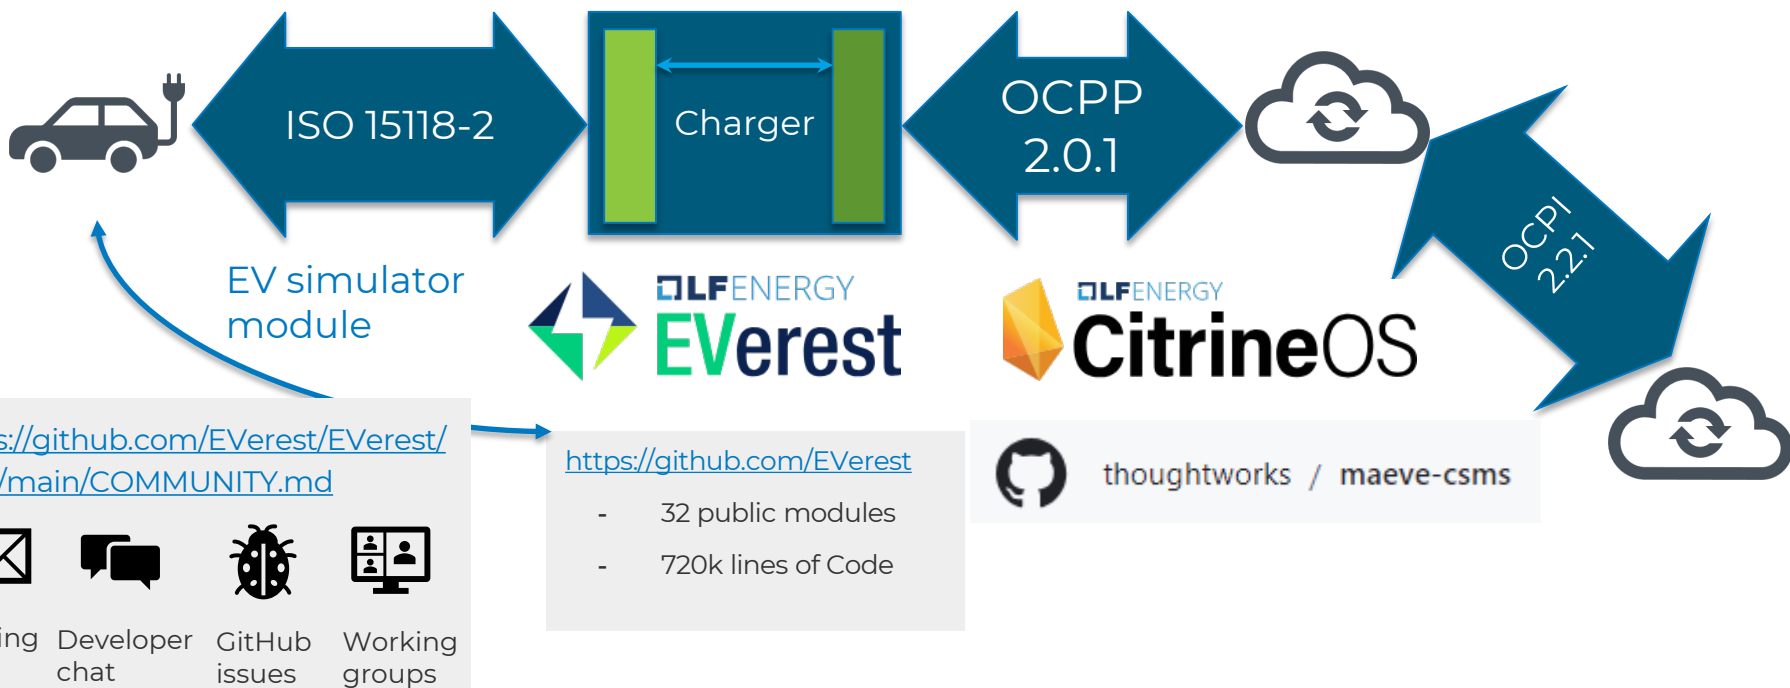 ISO 15118-2
Charger
OCPP
2.0.1
OCPI
2.2.1
EV simulator
module
LFENERGY
EVerest
LFENERGY
CitrineOS
s://github.com/EVerest/EVerest/
/main/COMMUNITY.md
ing
Developer
chat
GitHub
issues
Working
groups
https://github.com/EVerest
- 32 public modules
- 720k lines of Code
thoughtworks / maeve-csms